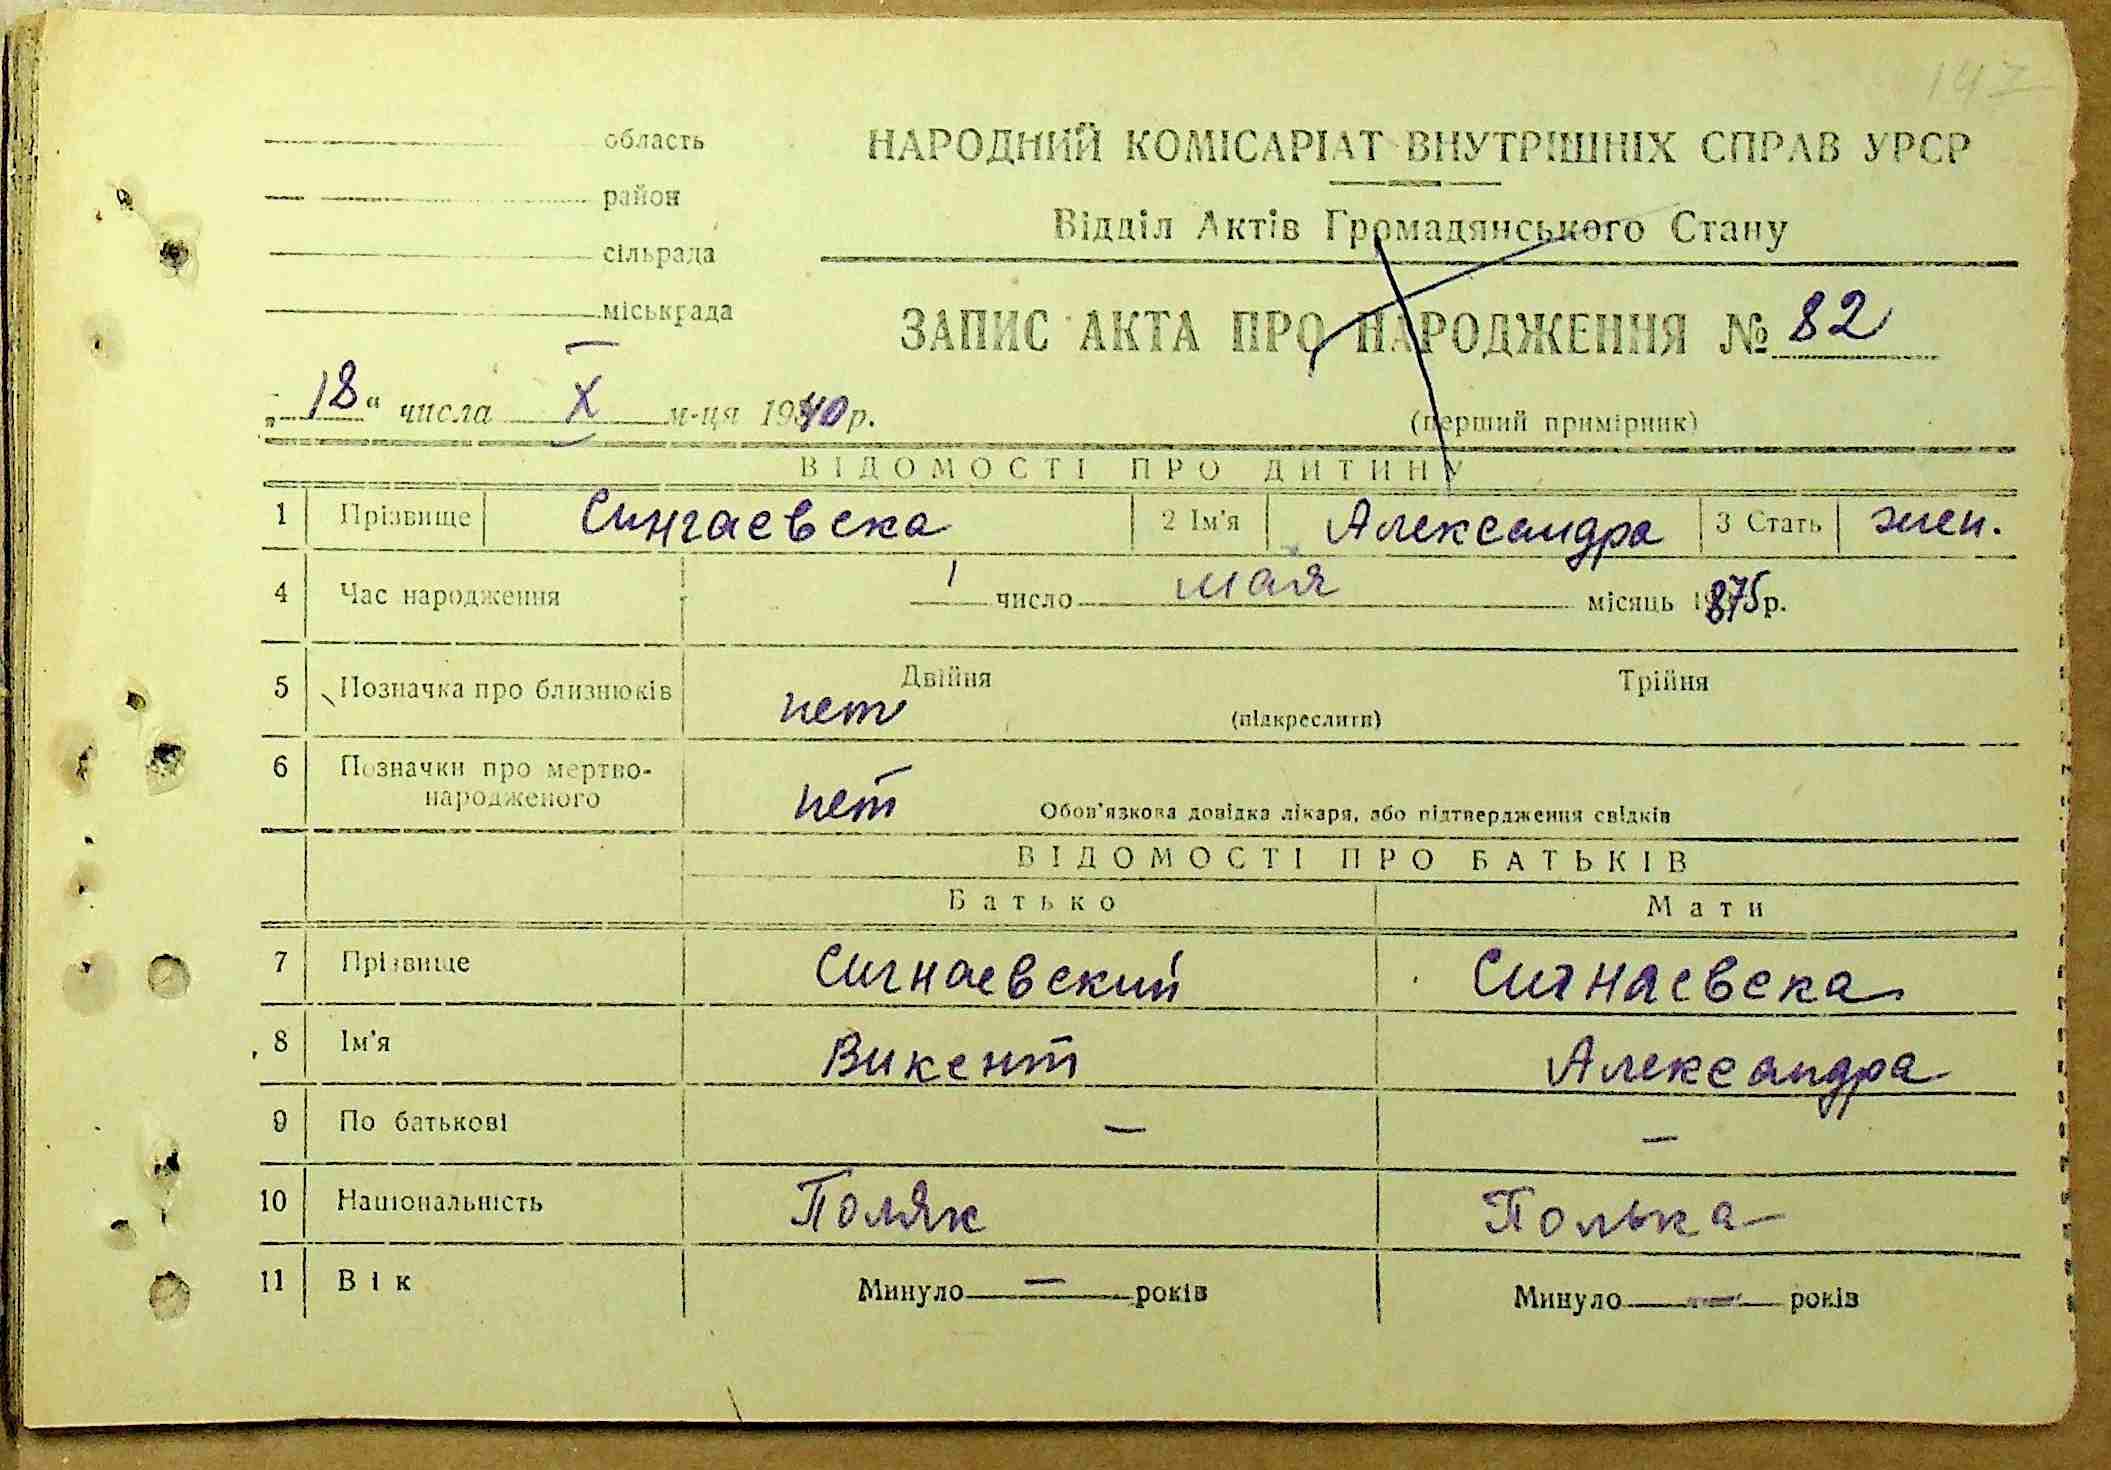 147
область
район
сільрада
міськрада
НАРОДНИЙ КОМІСАРІАТ ВНУТРІШНІХ СПРАВ УРСР
Відділ Актів Громадянського Стану
ЗАПИС АКТА ПРО НАРОДЖЕННЯ № 82
„18“ числа X м-ця 1940 р.
(перший примірник)
ВІДОМОСТІ ПРО ДИТИНУ
1 Прізвище Сингаевска 2 Ім'я Александра 3 Стать жен.
4 Час народження 1 число мая місяць 1875 р.
5 Позначка про близнюків нет Двійня (підкреслити) Трійня
6 Позначки про мертво-
народженого нет Обов'язкова довідка лікаря, або підтвердження свідків
ВІДОМОСТІ ПРО БАТЬКІВ
Батько Мати
7 Прізвище Сигнаевский Сигнаевска
8 Ім'я Викент Александра
9 По батькові — —
10 Національність Поляк Полька
11 Вік Минуло — років Минуло — років